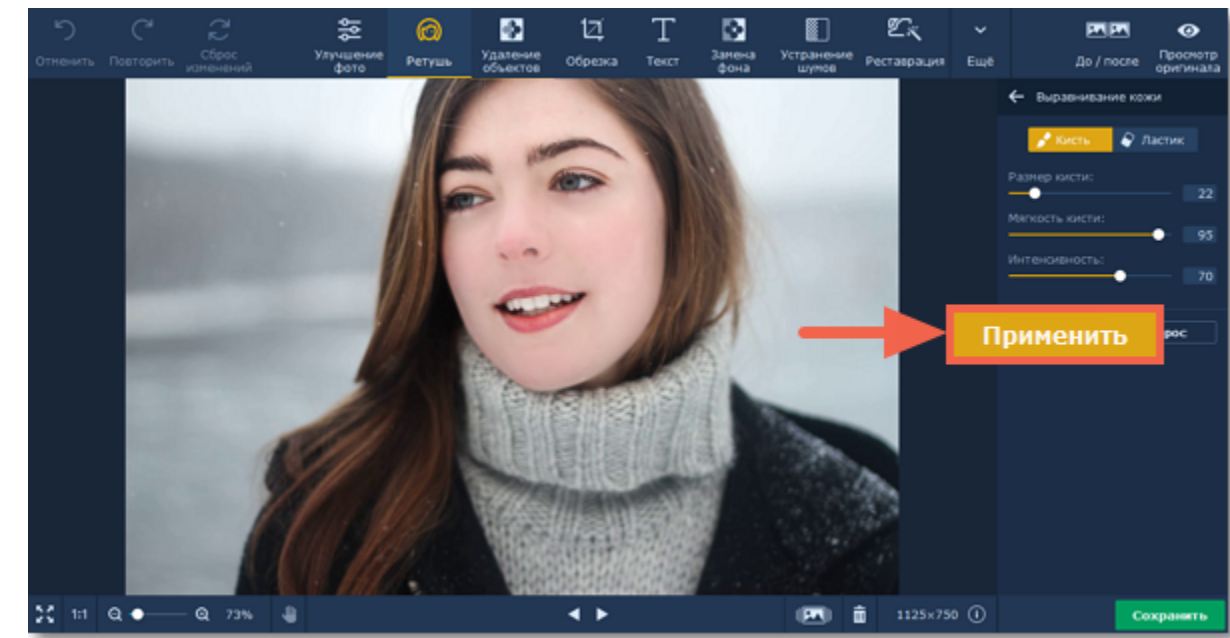 Отменить
Повторить
Сброс
изменений
Улучшение
фото
Ретушь
Удаление
объектов
Обрезка
Текст
Замена
фона
Устранение
шумов
Реставрация
Ещё
До / после
Просмотр
оригинала
Выравнивание кожи
Кисть
Ластик
Размер кисти:
22
Мягкость кисти:
95
Интенсивность:
70
Применить
рос
1:1
73%
1125×750
Сохранить